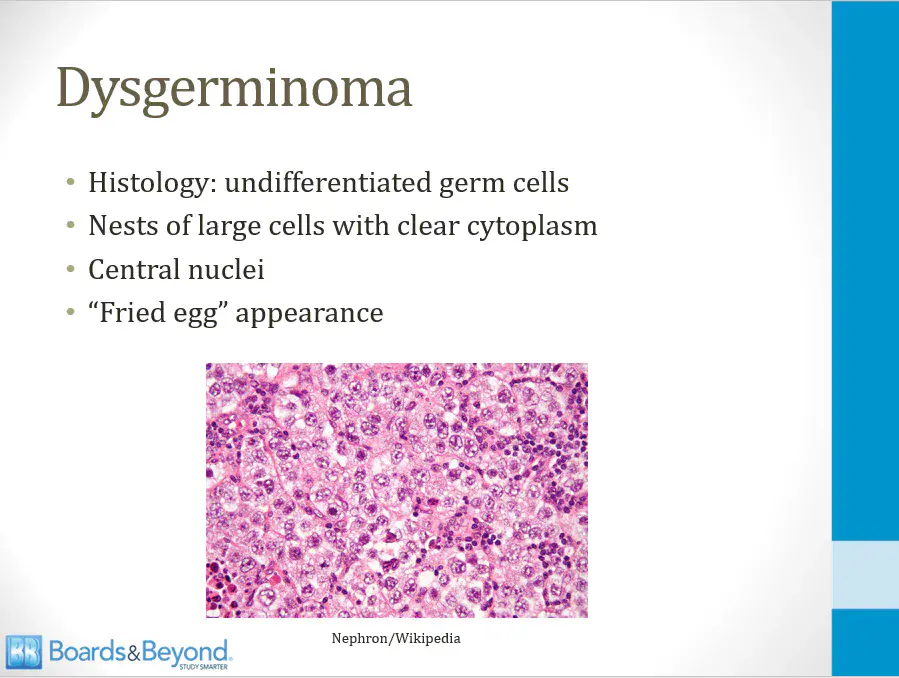 Dysgerminoma
• Histology: undifferentiated germ cells
• Nests of large cells with clear cytoplasm
• Central nuclei
• “Fried egg” appearance
Nephron/Wikipedia
BB Boards&Beyond.
STUDY SMARTER